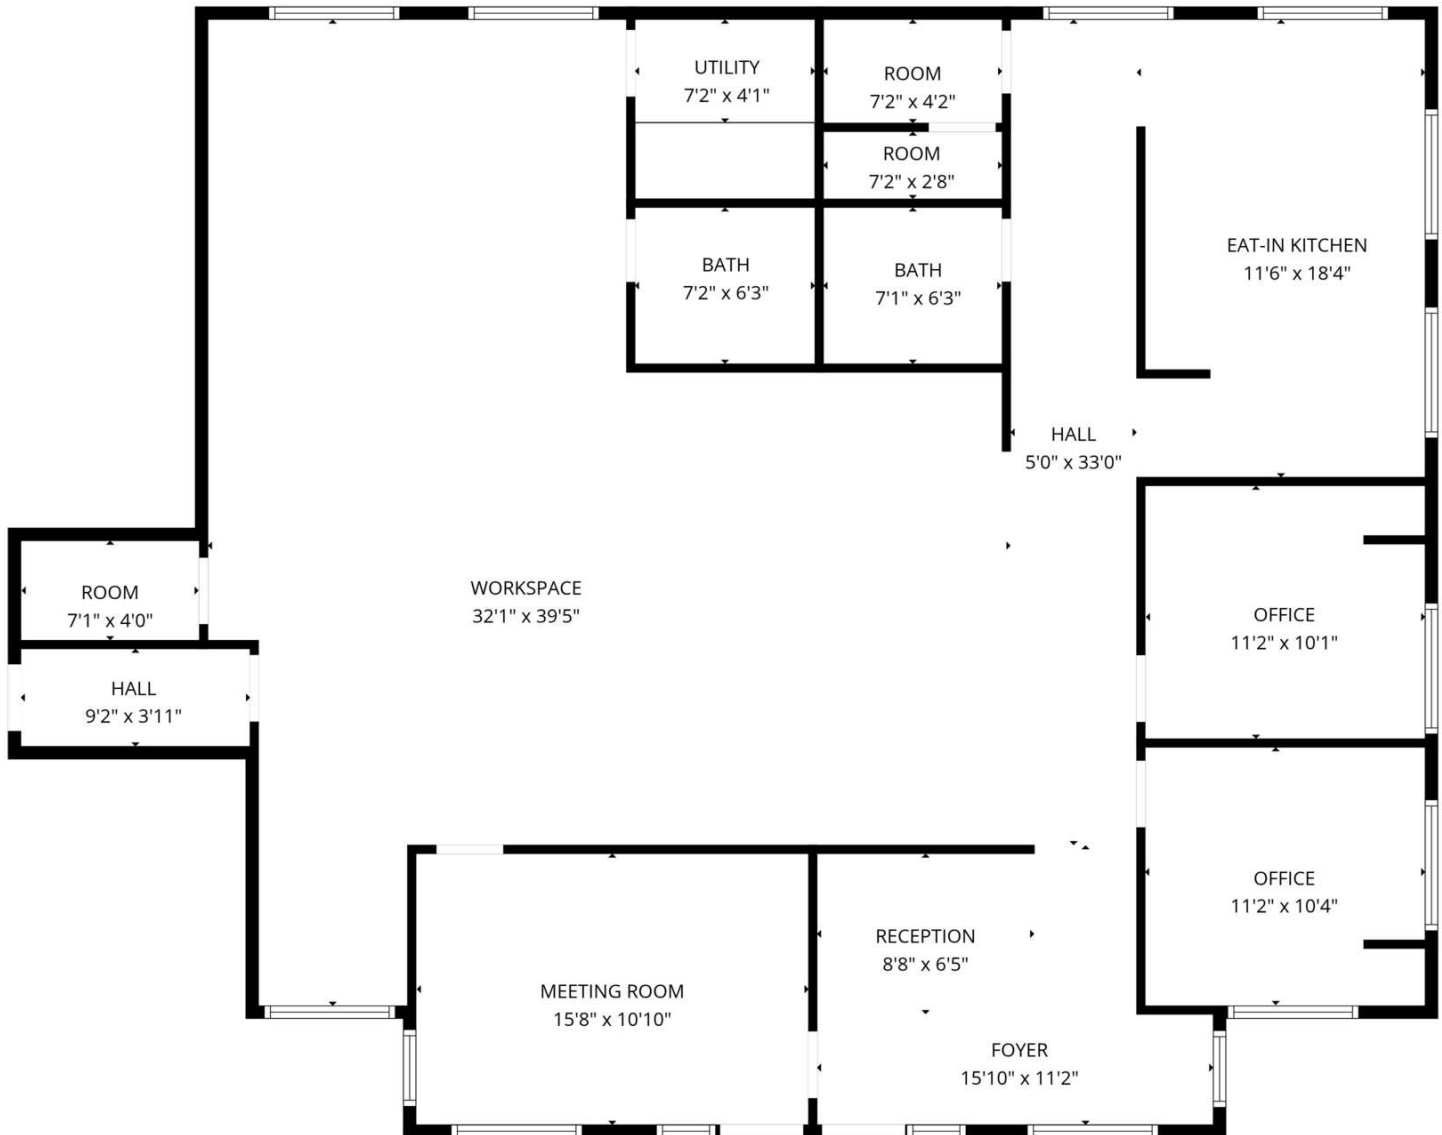 UTILITY
7'2" x 4'1"
ROOM
7'2" x 4'2"
ROOM
7'2" x 2'8"
BATH
7'2" x 6'3"
BATH
7'1" x 6'3"
EAT-IN KITCHEN
11'6" x 18'4"
HALL
5'0" x 33'0"
ROOM
7'1" x 4'0"
WORKSPACE
32'1" x 39'5"
OFFICE
11'2" x 10'1"
HALL
9'2" x 3'11"
OFFICE
11'2" x 10'4"
RECEPTION
8'8" x 6'5"
MEETING ROOM
15'8" x 10'10"
FOYER
15'10" x 11'2"